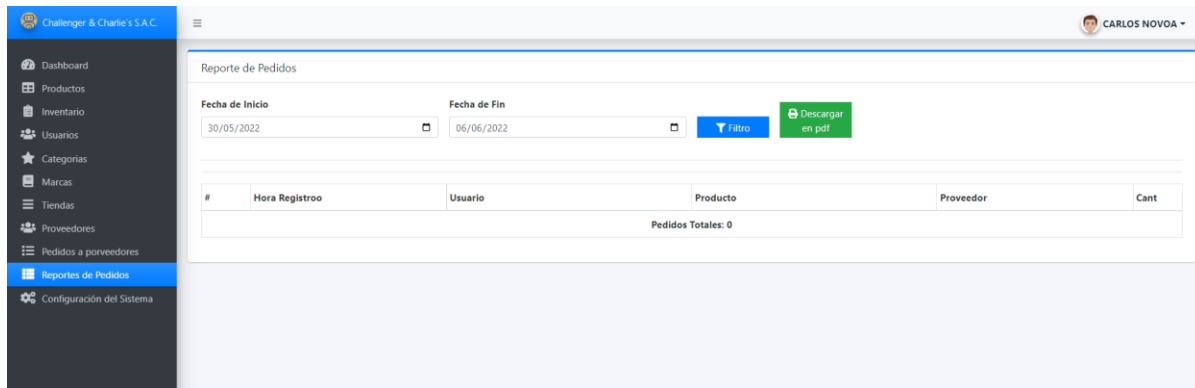 Challenger & Charlie's S.A.C.
CARLOS NOVOA
Dashboard
Productos
Inventario
Usuarios
Categorias
Marcas
Tiendas
Proveedores
Pedidos a porveedores
Reportes de Pedidos
Configuración del Sistema
Reporte de Pedidos
Fecha de Inicio Fecha de Fin
30/05/2022 06/06/2022 Filtro Descargar
en pdf
# Hora Registroo Usuario Producto Proveedor Cant
Pedidos Totales: 0